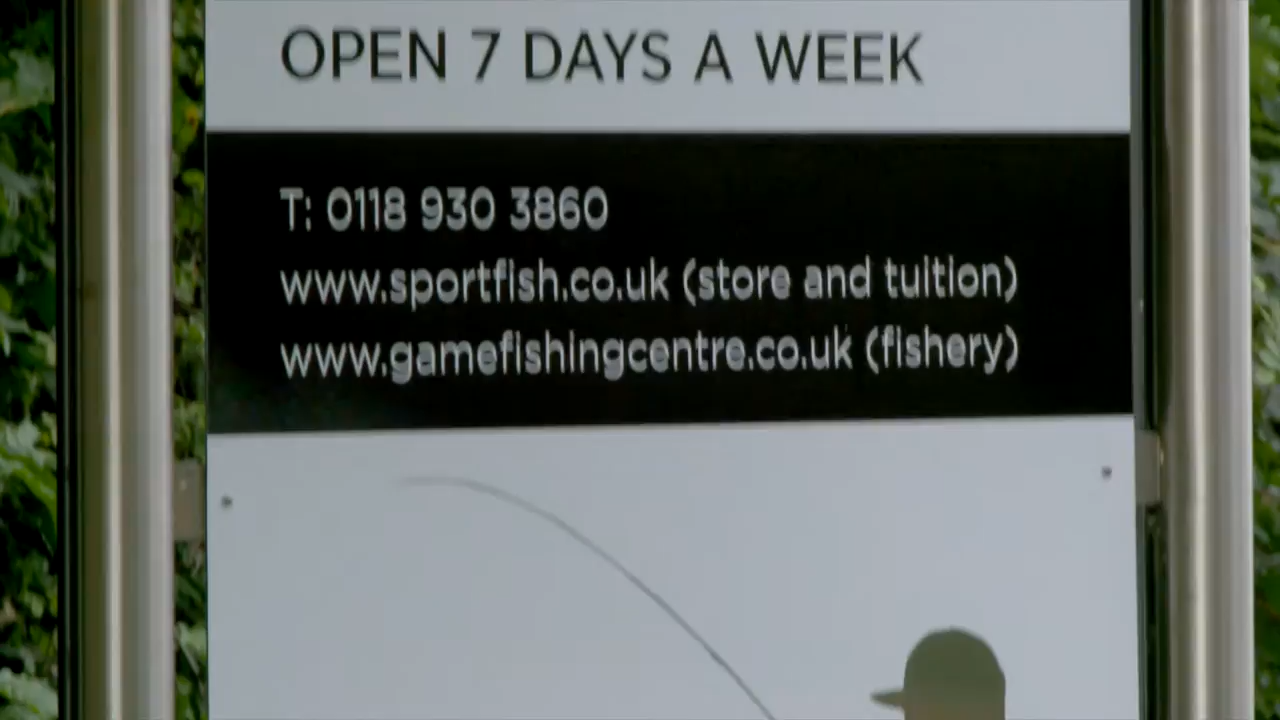 OPEN 7 DAYS A WEEK
T: 0118 930 3860
www.sportfish.co.uk (store and tuition)
www.gamefishingcentre.co.uk (fishery)